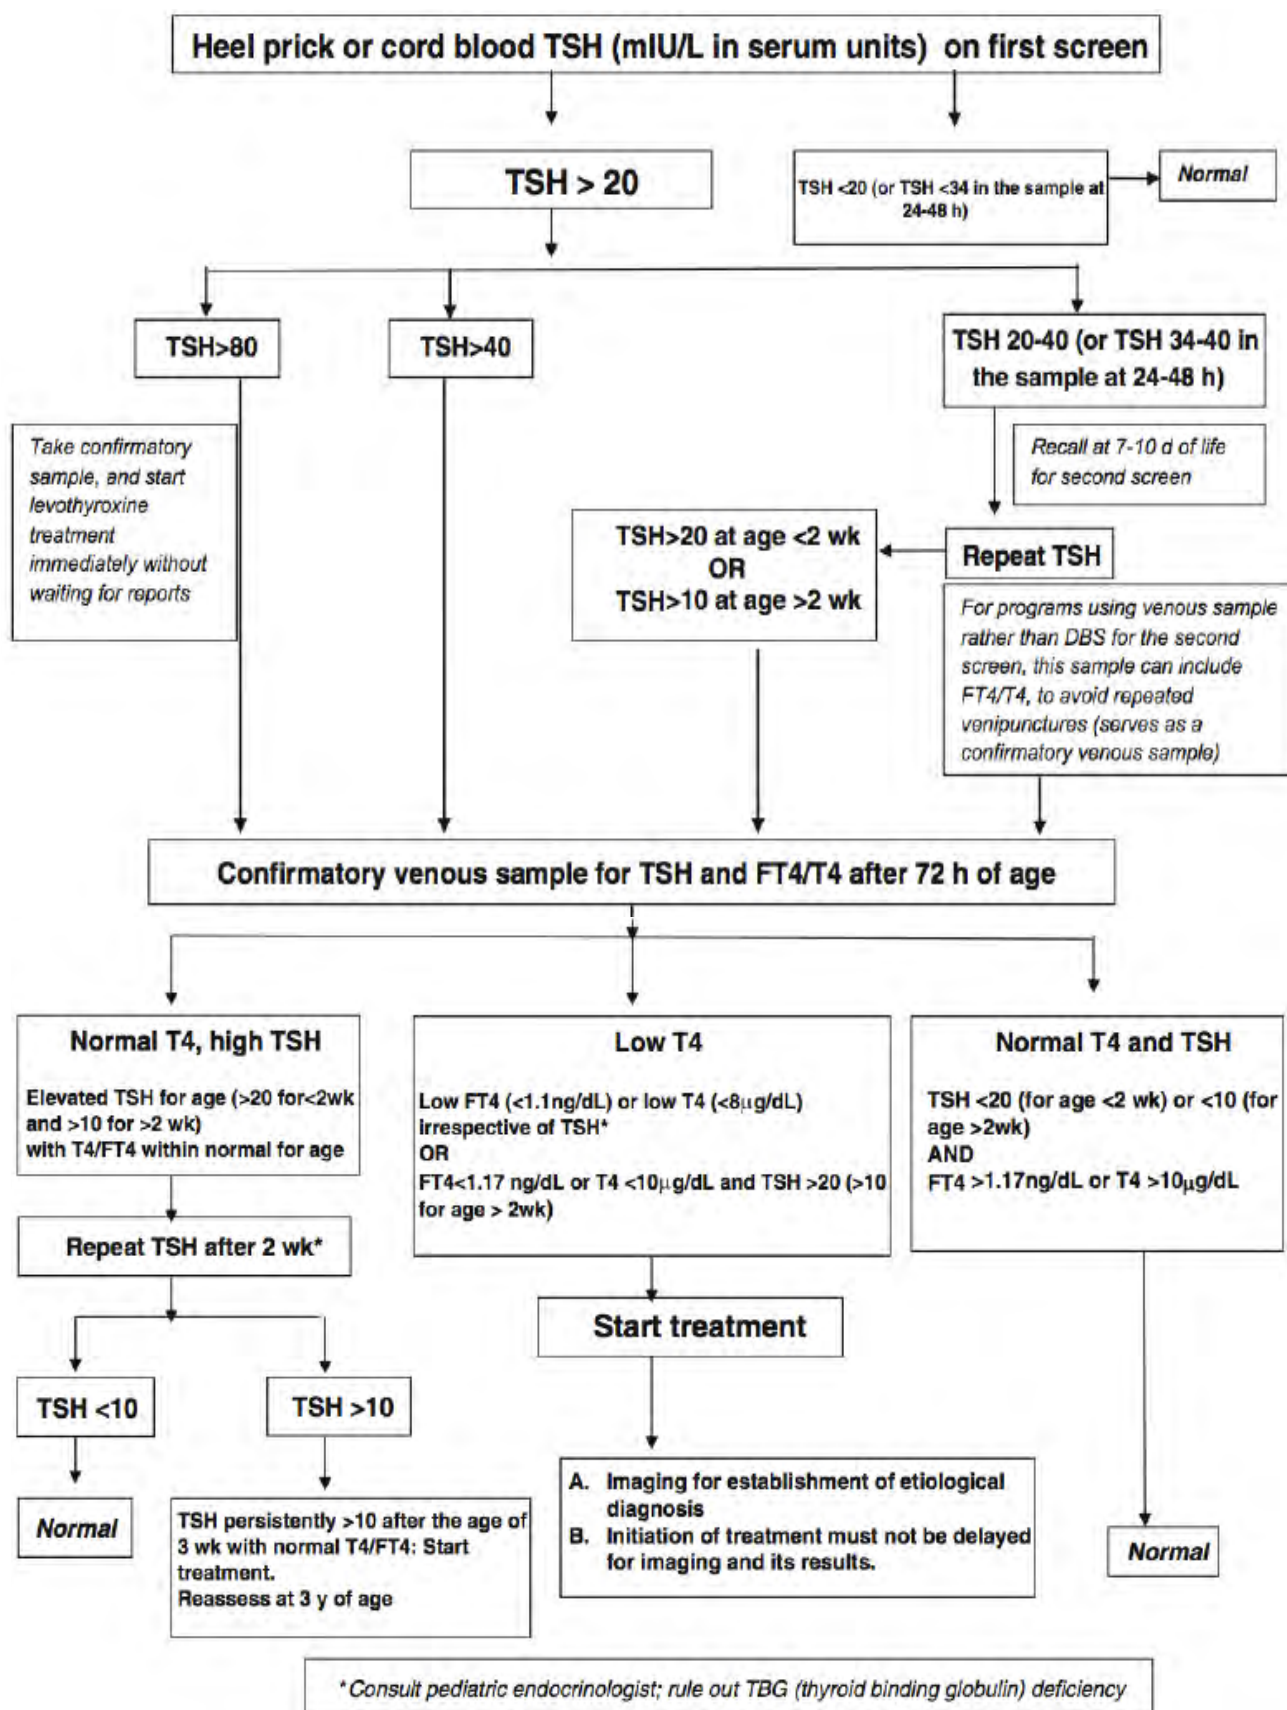 Heel prick or cord blood TSH (mIU/L in serum units)  on first screen
TSH > 20
TSH <20 (or TSH <34 in the sample at
24-48 h)
Normal
TSH>80
TSH>40
TSH 20-40 (or TSH 34-40 in
the sample at 24-48 h)
Take confirmatory
sample, and start
levothyroxine
treatment
immediately without
waiting for reports
Recall at 7-10 d of life
for second screen
TSH>20 at age <2 wk
OR
TSH>10 at age >2 wk
Repeat TSH
For programs using venous sample
rather than DBS for the second
screen, this sample can include
FT4/T4, to avoid repeated
venipunctures (serves as a
confirmatory venous sample)
Confirmatory venous sample for TSH and FT4/T4 after 72 h of age
Normal T4, high TSH
Elevated TSH for age (>20 for<2wk
and >10 for >2 wk)
with T4/FT4 within normal for age
Low T4
Low FT4 (<1.1ng/dL) or low T4 (<8µg/dL)
irrespective of TSH*
OR
FT4<1.17 ng/dL or T4 <10µg/dL and TSH >20 (>10
for age > 2wk)
Normal T4 and TSH
TSH <20 (for age <2 wk) or <10 (for
age >2wk)
AND
FT4 >1.17ng/dL or T4 >10µg/dL
Repeat TSH after 2 wk*
Start treatment
TSH <10
TSH >10
Normal
TSH persistently >10 after the age of
3 wk with normal T4/FT4: Start
treatment.
Reassess at 3 y of age
A. Imaging for establishment of etiological
diagnosis
B. Initiation of treatment must not be delayed
for imaging and its results.
Normal
*Consult pediatric endocrinologist; rule out TBG (thyroid binding globulin) deficiency